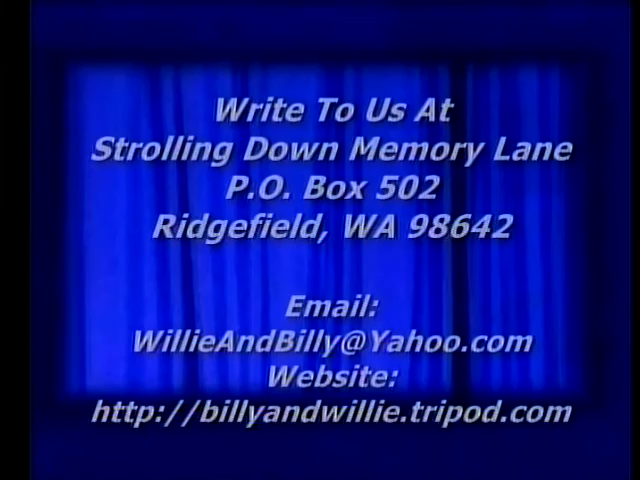 Write To Us At
Strolling Down Memory Lane
P.O. Box 502
Ridgefield, WA 98642
Email:
WillieAndBilly@Yahoo.com
Website:
http://billyandwillie.tripod.com